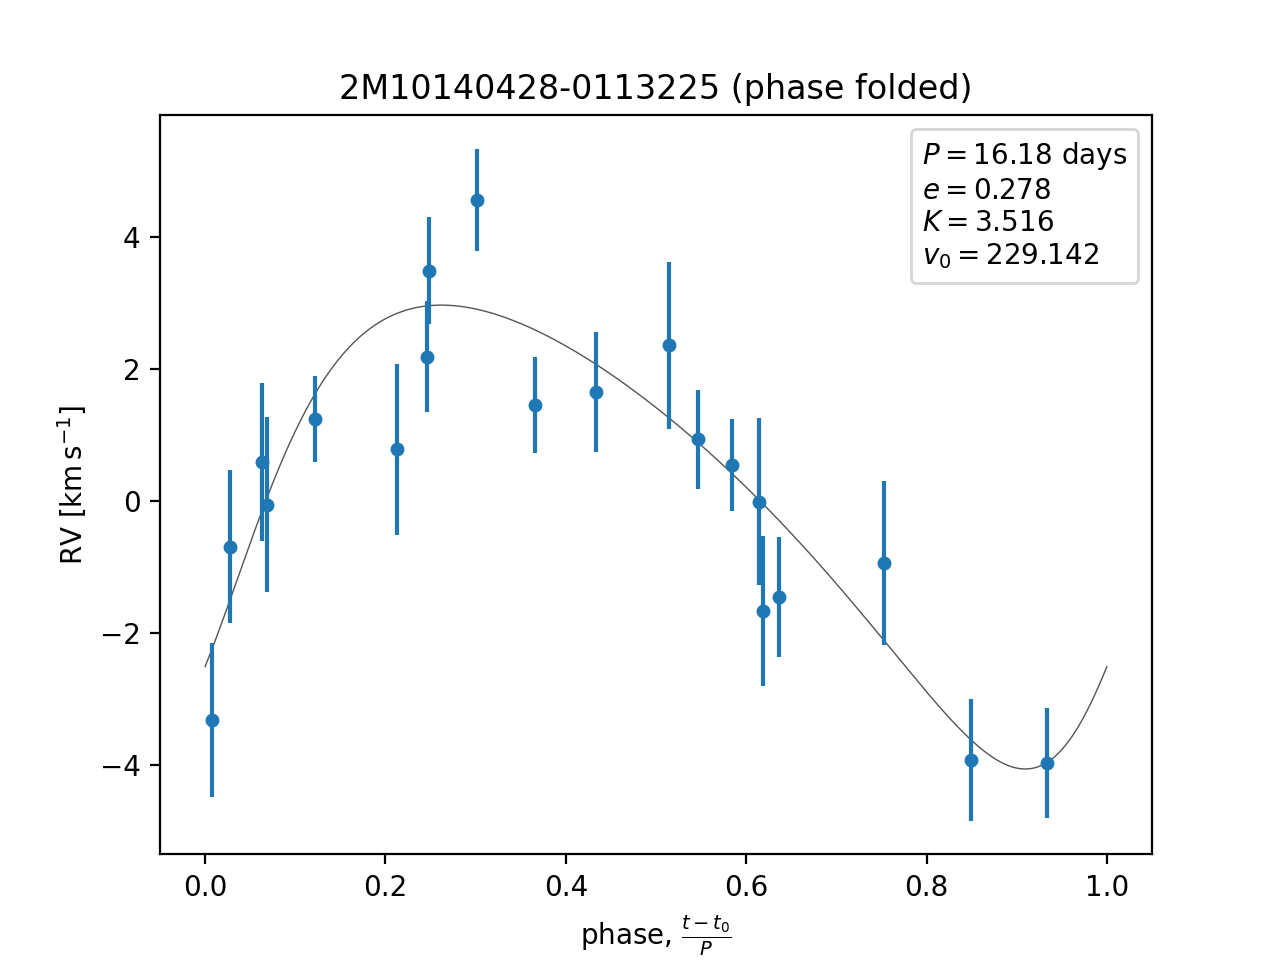 2M10140428-0113225 (phase folded)
P = 16.18 days
e = 0.278
K = 3.516
v₀ = 229.142
4
2
0
−2
−4
RV [km s⁻¹]
0.0 0.2 0.4 0.6 0.8 1.0
phase, (t − t₀)/P